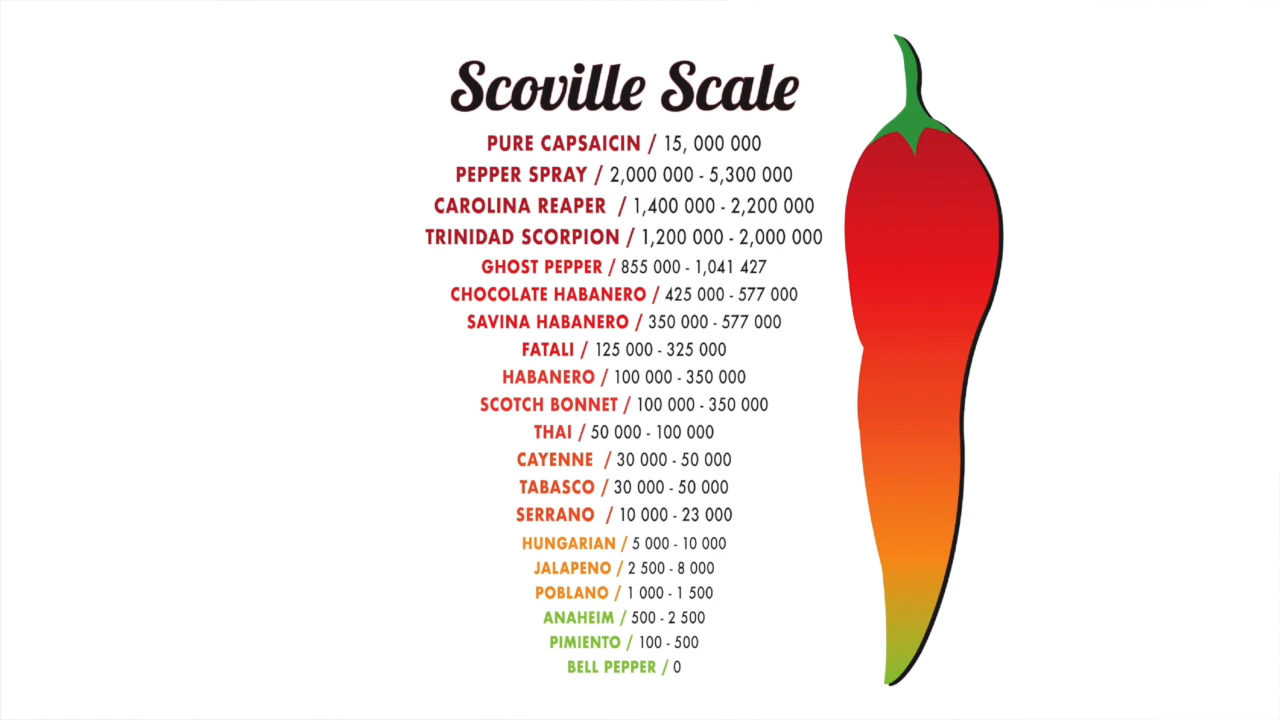 Scoville Scale
PURE CAPSAICIN / 15, 000 000
PEPPER SPRAY / 2,000 000 - 5,300 000
CAROLINA REAPER / 1,400 000 - 2,200 000
TRINIDAD SCORPION / 1,200 000 - 2,000 000
GHOST PEPPER / 855 000 - 1,041 427
CHOCOLATE HABANERO / 425 000 - 577 000
SAVINA HABANERO / 350 000 - 577 000
FATALI / 125 000 - 325 000
HABANERO / 100 000 - 350 000
SCOTCH BONNET / 100 000 - 350 000
THAI / 50 000 - 100 000
CAYENNE / 30 000 - 50 000
TABASCO / 30 000 - 50 000
SERRANO / 10 000 - 23 000
HUNGARIAN / 5 000 - 10 000
JALAPENO / 2 500 - 8 000
POBLANO / 1 000 - 1 500
ANAHEIM / 500 - 2 500
PIMIENTO / 100 - 500
BELL PEPPER / 0